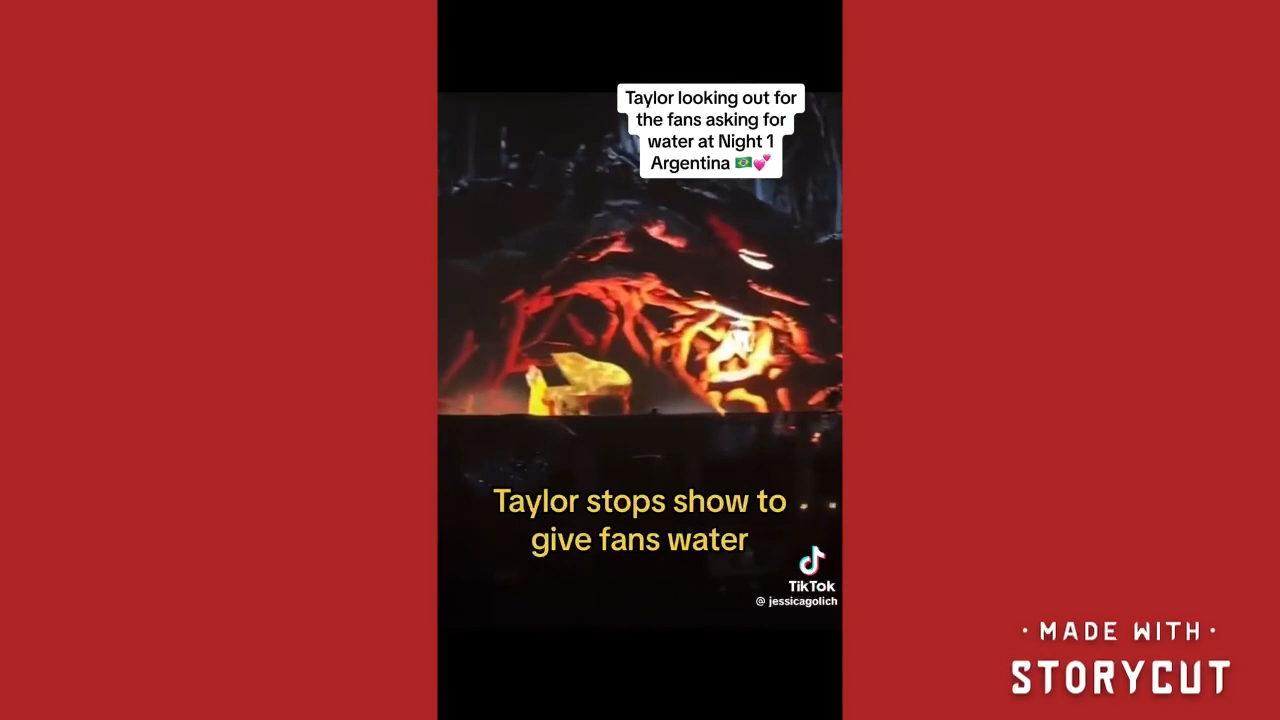 Taylor looking out for
the fans asking for
water at Night 1
Argentina 🇧🇷💕
Taylor stops show to
give fans water
TikTok
@ jessicagolich
· MADE WITH ·
STORYCUT